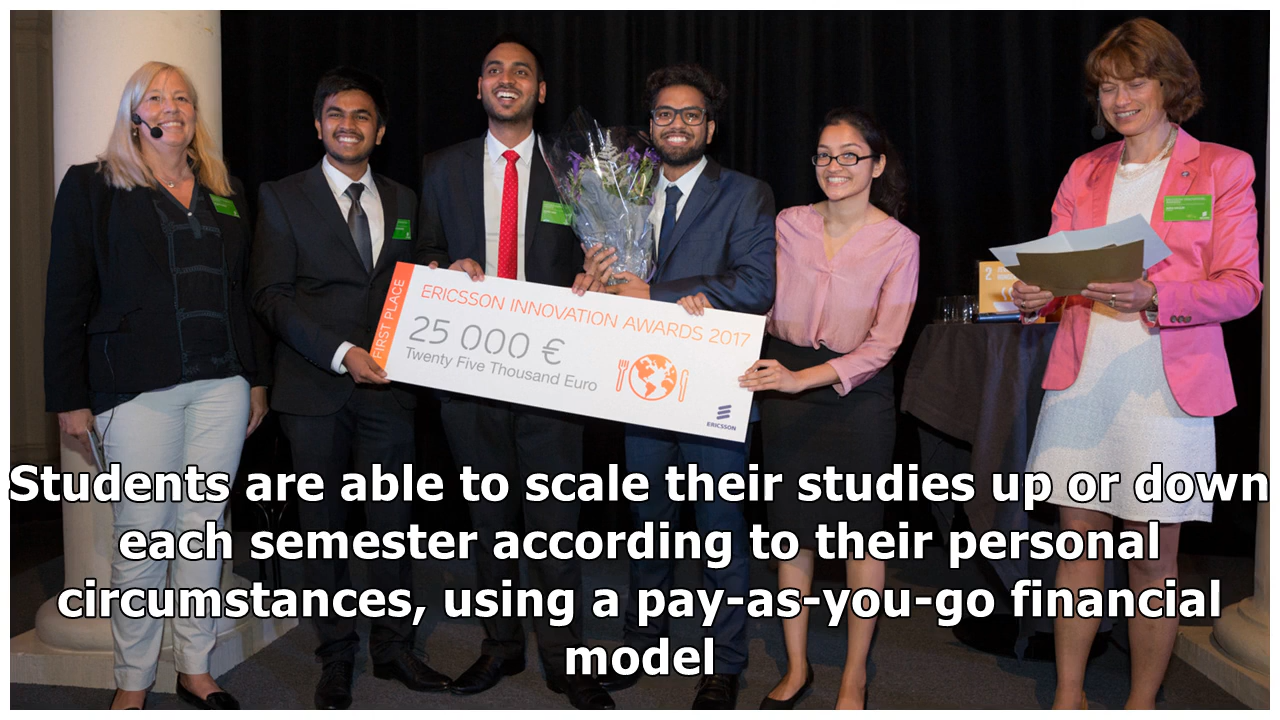 FIRST PLACE
ERICSSON INNOVATION AWARDS 2017
25 000 €
Twenty Five Thousand Euro
ERICSSON
2
Students are able to scale their studies up or down
each semester according to their personal
circumstances, using a pay-as-you-go financial
model